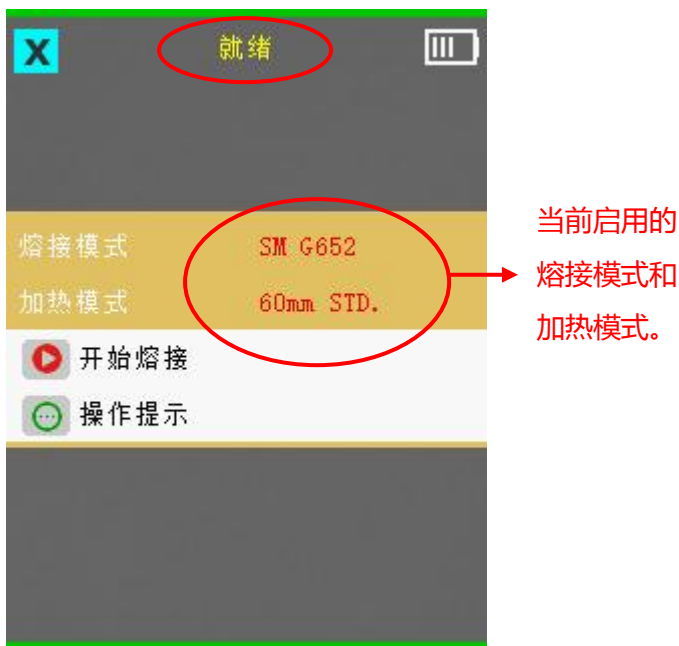 X 就绪
熔接模式 SM G652
加热模式 60mm STD.
开始熔接
操作提示
当前启用的
熔接模式和
加热模式。